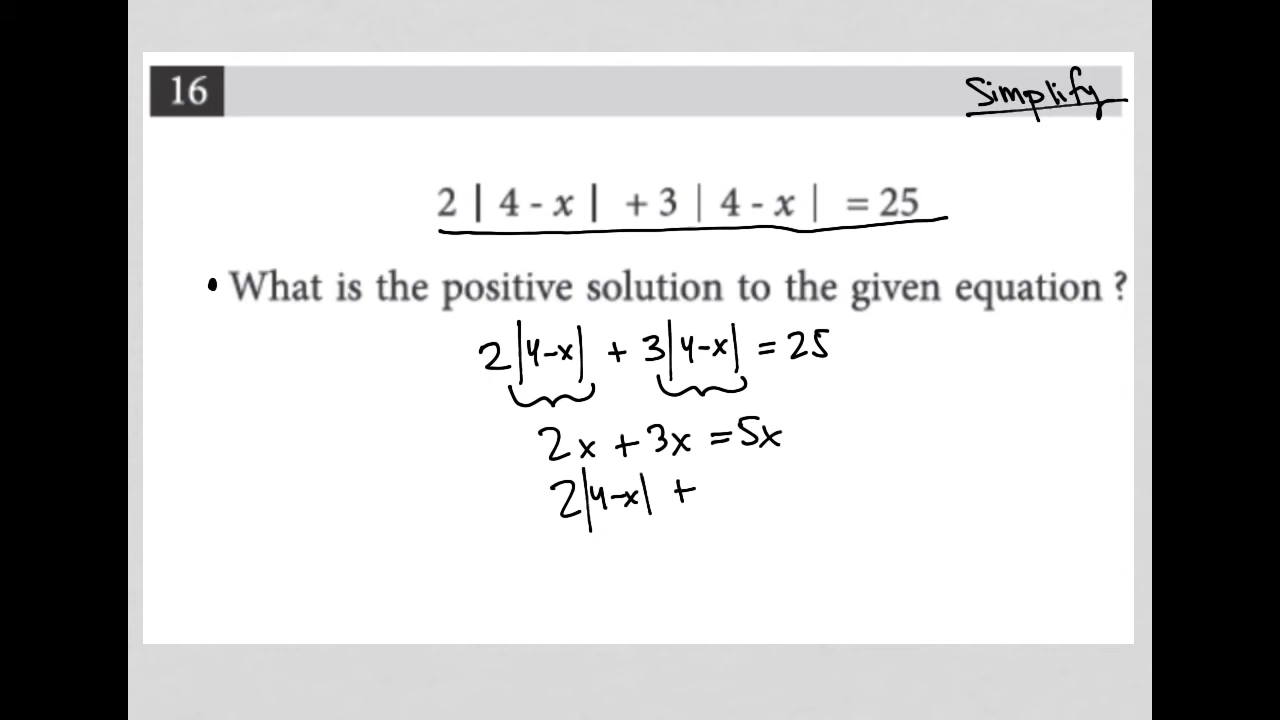 16
Simplify
2 | 4 - x | + 3 | 4 - x | = 25
• What is the positive solution to the given equation ?
2|4-x| + 3|4-x| = 25
2x + 3x = 5x
2|4-x| +